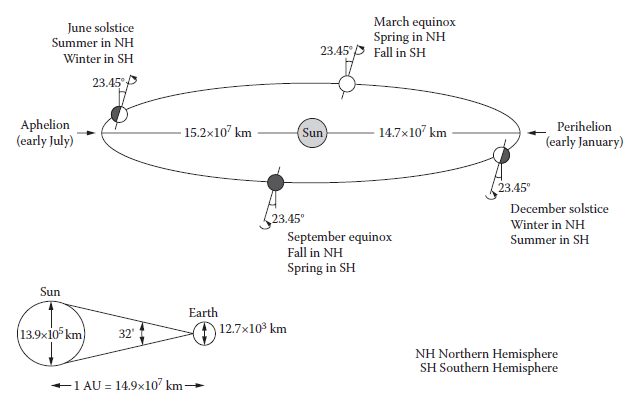 June solstice
Summer in NH
Winter in SH
23.45°
March equinox
Spring in NH
Fall in SH
23.45°
Aphelion
(early July)
15.2×10⁷ km
Sun
14.7×10⁷ km
Perihelion
(early January)
23.45°
December solstice
Winter in NH
Summer in SH
23.45°
September equinox
Fall in NH
Spring in SH
Sun
13.9×10⁵ km
32'
Earth
12.7×10³ km
1 AU = 14.9×10⁷ km
NH Northern Hemisphere
SH Southern Hemisphere